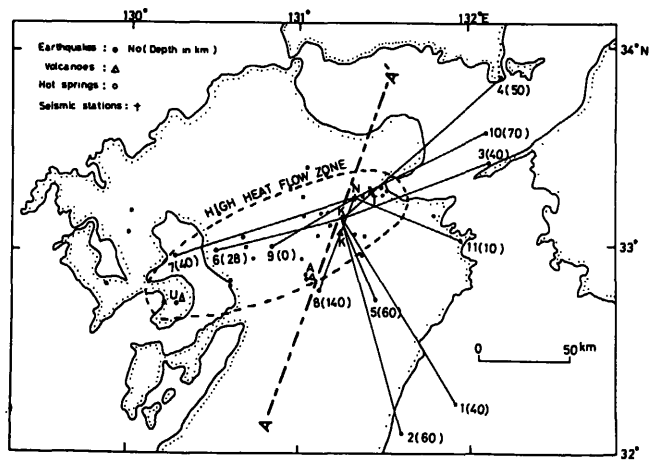 130° 131° 132°E
34°N
Earthquakes : • No(Depth in km)
Volcanoes : △
Hot springs : o
Seismic stations : +
A
4(50)
10(70)
3(40)
HIGH HEAT FLOW ZONE
N
K
7(40)
6(28)
9(0)
11(10)
33°
U
A
8(140)
5(60)
0 50 km
1(40)
A
2(60)
32°